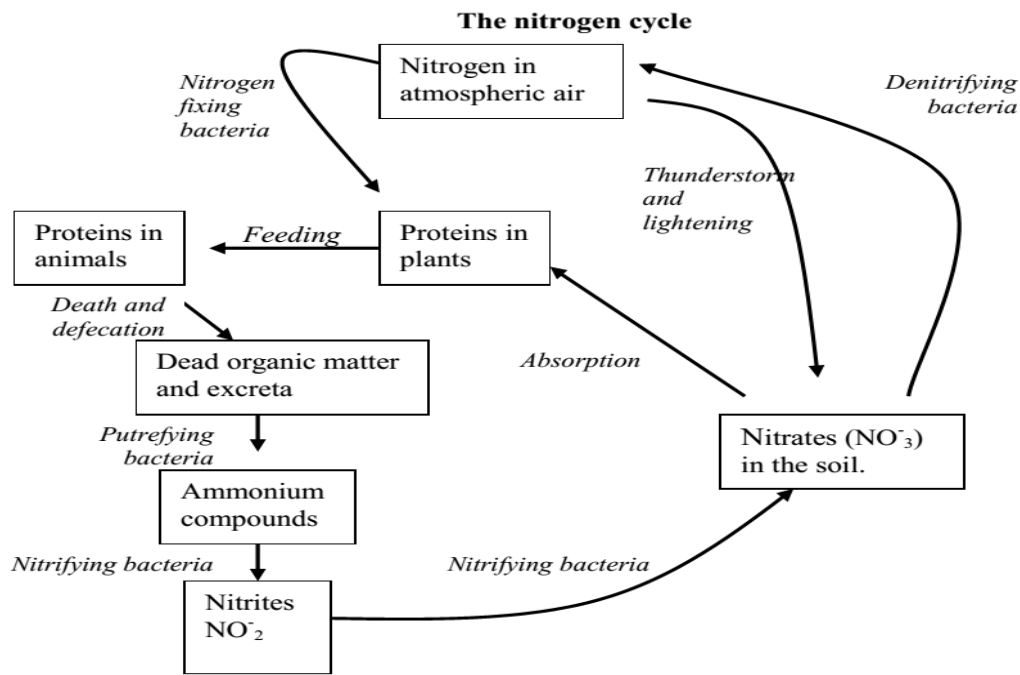 The nitrogen cycle
Nitrogen in
atmospheric air
Nitrogen
fixing
bacteria
Denitrifying
bacteria
Thunderstorm
and
lightening
Proteins in
animals
Feeding
Proteins in
plants
Death and
defecation
Dead organic matter
and excreta
Absorption
Putrefying
bacteria
Nitrates (NO⁻₃)
in the soil.
Ammonium
compounds
Nitrifying bacteria
Nitrifying bacteria
Nitrites
NO⁻₂